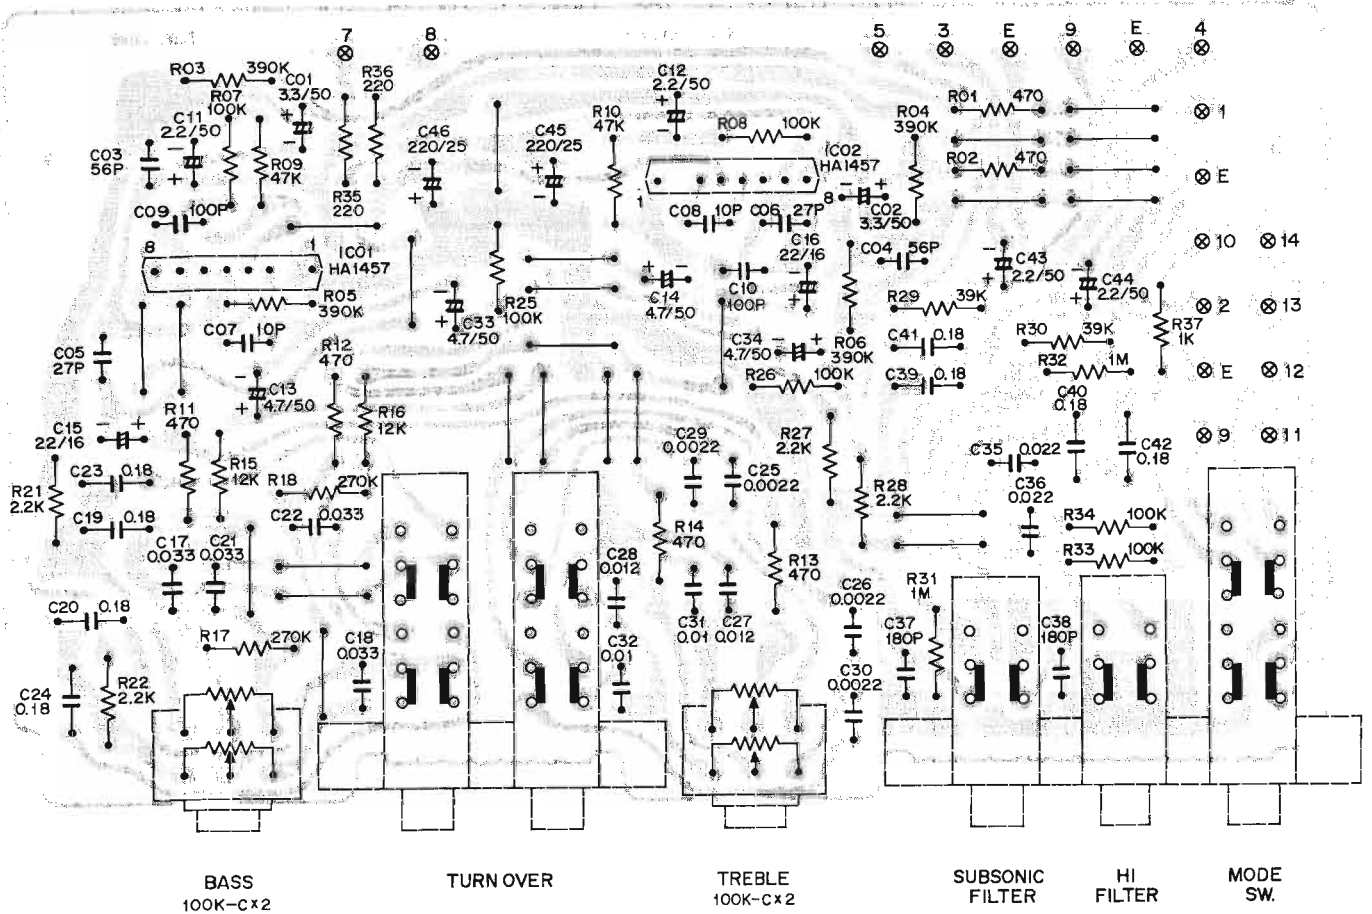 7
8
5
3
E
9
E
4
R03
390K
C01
3.3/50
R36
220
C12
2.2/50
R07
100K
R01
470
C11
2.2/50
R10
47K
R08
100K
R04
390K
1
C46
220/25
C45
220/25
IC02
HA1457
C03
56P
R09
47K
R02
470
E
R35
220
1
8
C09
100P
C08
10P
C06
27P
C02
3.3/50
8
1
IC01
HA1457
C16
22/16
C04
56P
C43
2.2/50
10
14
C14
4.7/50
C10
100P
C44
2.2/50
R05
390K
C33
4.7/50
R25
100K
R29
39K
2
13
C07
10P
R12
470
C34
4.7/50
R06
390K
C41
0.18
R30
39K
R37
1K
C05
27P
R26
100K
C39
0.18
R32
1M
E
12
C13
4.7/50
C40
0.18
R11
470
R16
12K
C15
22/16
C29
0.0022
R27
2.2K
9
11
C35
0.022
C42
0.18
C23
0.18
R15
12K
R18
270K
C25
0.0022
R21
2.2K
R28
2.2K
C36
0.022
C19
0.18
C22
0.033
R14
470
R34
100K
C17
0.033
C21
0.033
C28
0.012
R13
470
R33
100K
C20
0.18
C31
0.01
C27
0.012
C26
0.0022
R31
1M
R17
270K
C18
0.033
C32
0.01
C37
180P
C38
180P
C24
0.18
R22
2.2K
C30
0.0022
BASS
100K-C×2
TURN OVER
TREBLE
100K-C×2
SUBSONIC
FILTER
HI
FILTER
MODE
SW.